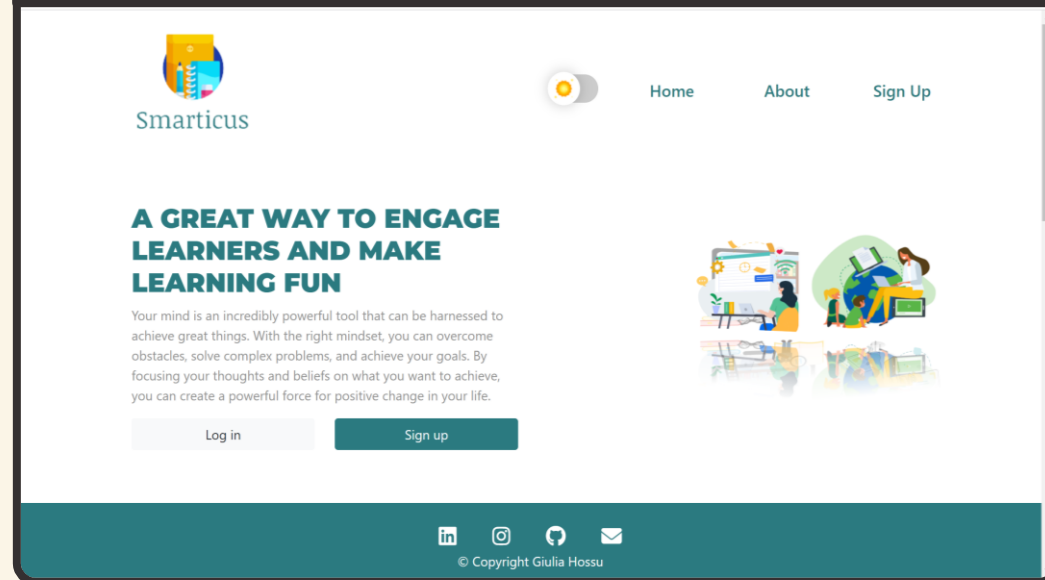 Smarticus
Home
About
Sign Up
A GREAT WAY TO ENGAGE
LEARNERS AND MAKE
LEARNING FUN
Your mind is an incredibly powerful tool that can be harnessed to
achieve great things. With the right mindset, you can overcome
obstacles, solve complex problems, and achieve your goals. By
focusing your thoughts and beliefs on what you want to achieve,
you can create a powerful force for positive change in your life.
Log in
Sign up
in
© Copyright Giulia Hossu